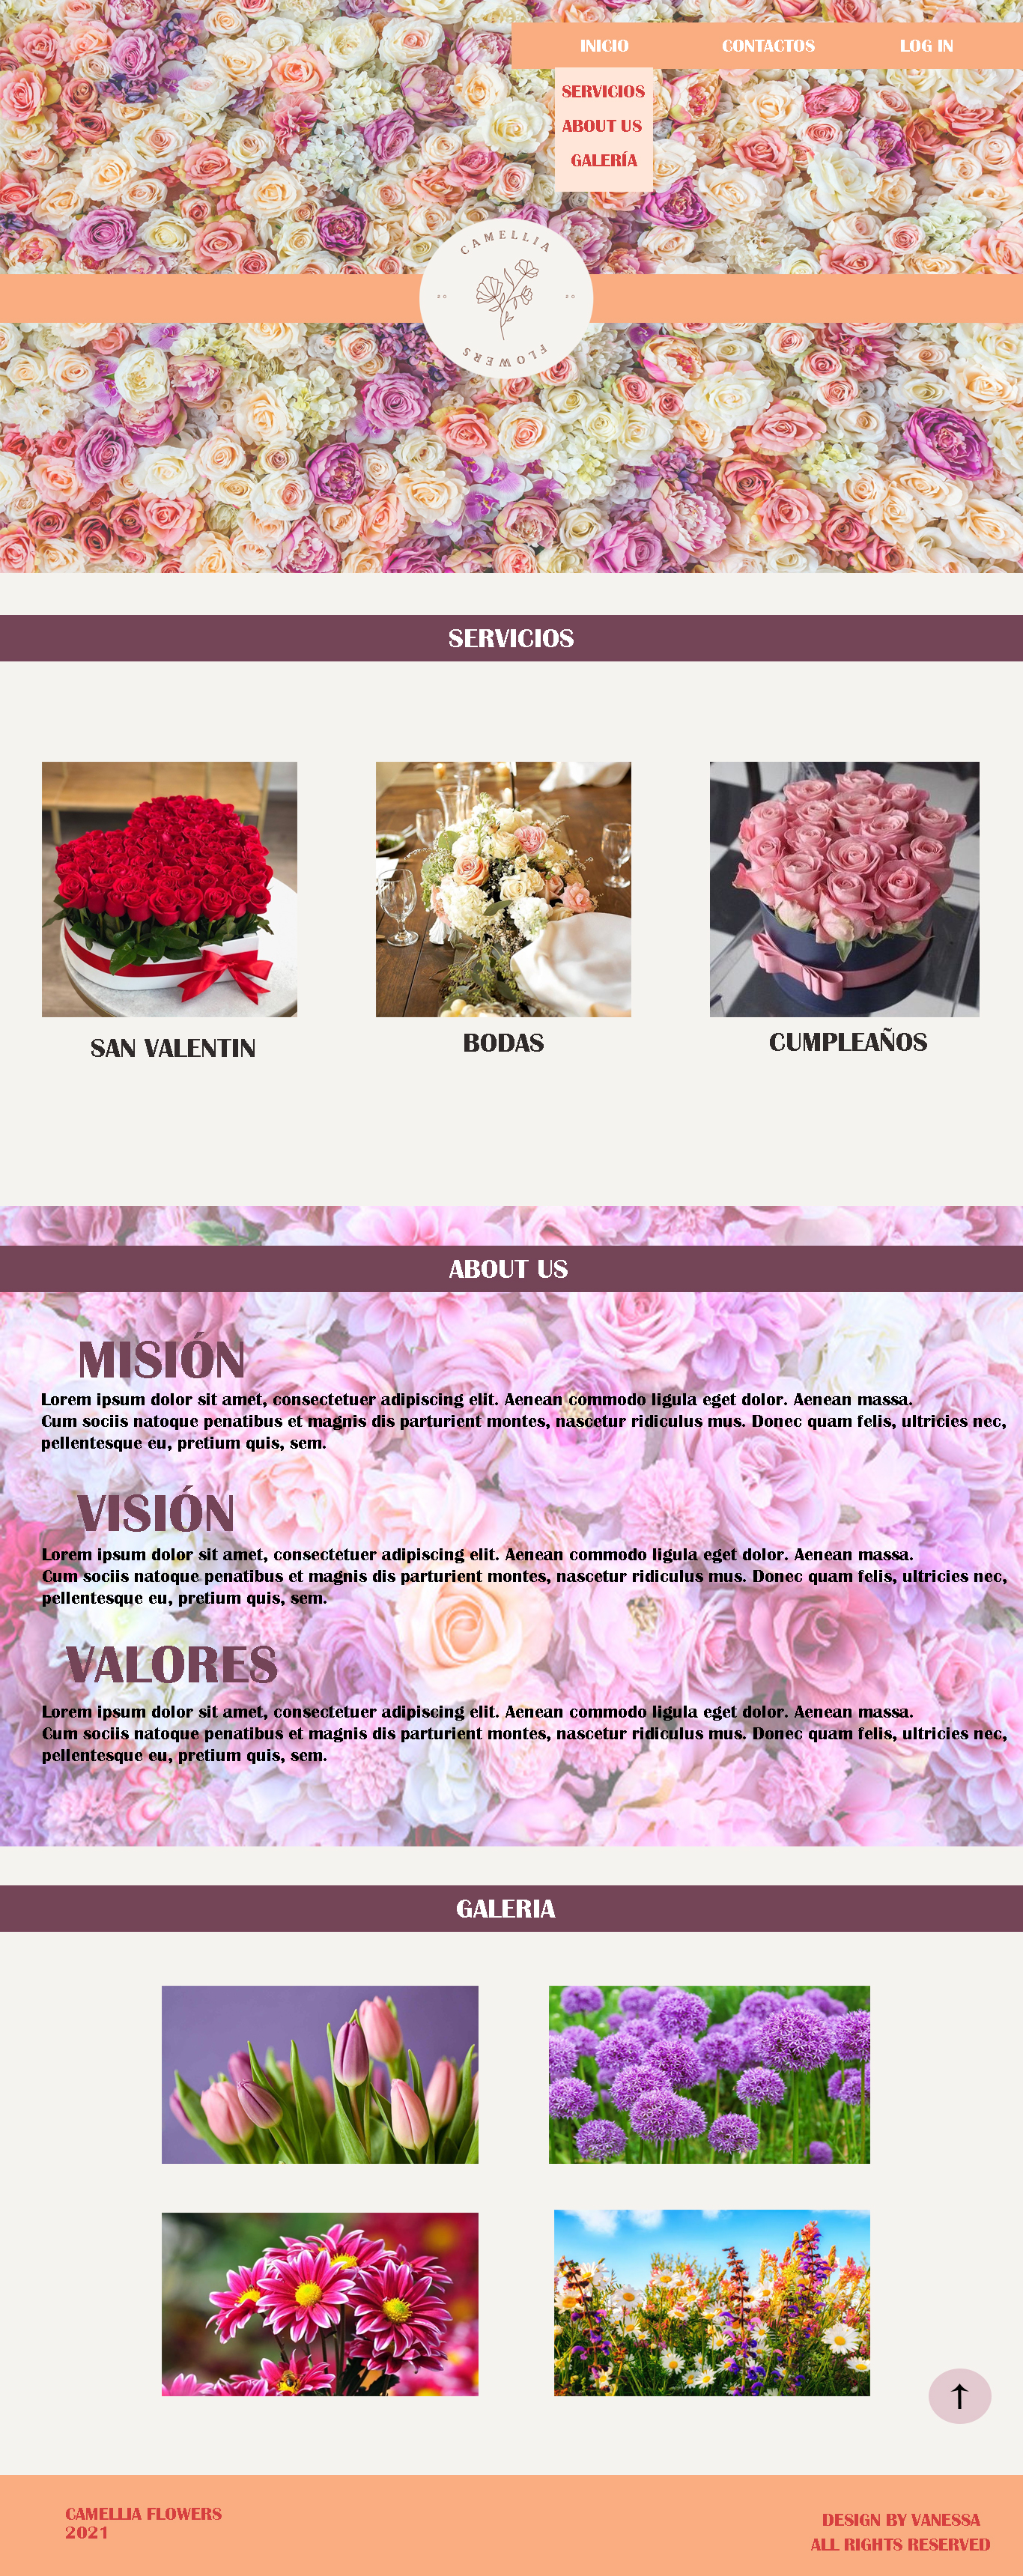 INICIO CONTACTOS LOG IN
SERVICIOS
ABOUT US
GALERÍA
CAMELLIA
20 20
FLOWERS
SERVICIOS
SAN VALENTIN BODAS CUMPLEAÑOS
ABOUT US
MISIÓN
Lorem ipsum dolor sit amet, consectetuer adipiscing elit. Aenean commodo ligula eget dolor. Aenean massa.
Cum sociis natoque penatibus et magnis dis parturient montes, nascetur ridiculus mus. Donec quam felis, ultricies nec,
pellentesque eu, pretium quis, sem.
VISIÓN
Lorem ipsum dolor sit amet, consectetuer adipiscing elit. Aenean commodo ligula eget dolor. Aenean massa.
Cum sociis natoque penatibus et magnis dis parturient montes, nascetur ridiculus mus. Donec quam felis, ultricies nec,
pellentesque eu, pretium quis, sem.
VALORES
Lorem ipsum dolor sit amet, consectetuer adipiscing elit. Aenean commodo ligula eget dolor. Aenean massa.
Cum sociis natoque penatibus et magnis dis parturient montes, nascetur ridiculus mus. Donec quam felis, ultricies nec,
pellentesque eu, pretium quis, sem.
GALERIA
CAMELLIA FLOWERS
2021
DESIGN BY VANESSA
ALL RIGHTS RESERVED